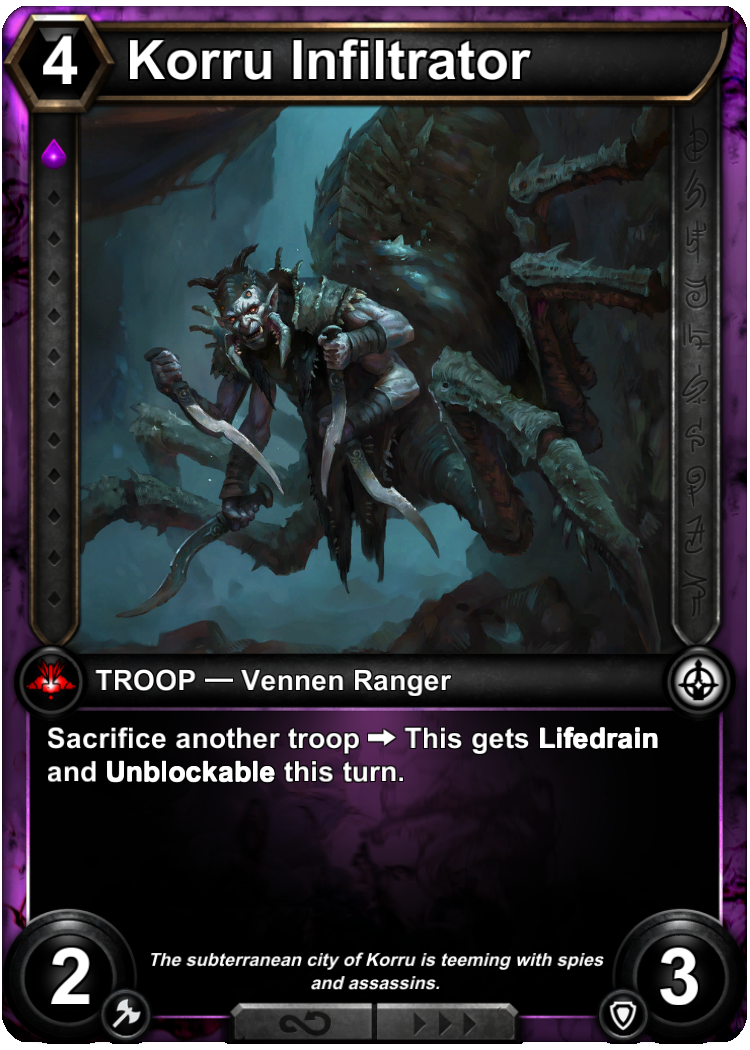 4
Korru Infiltrator
TROOP — Vennen Ranger
Sacrifice another troop ➡ This gets Lifedrain
and Unblockable this turn.
The subterranean city of Korru is teeming with spies
and assassins.
2
3